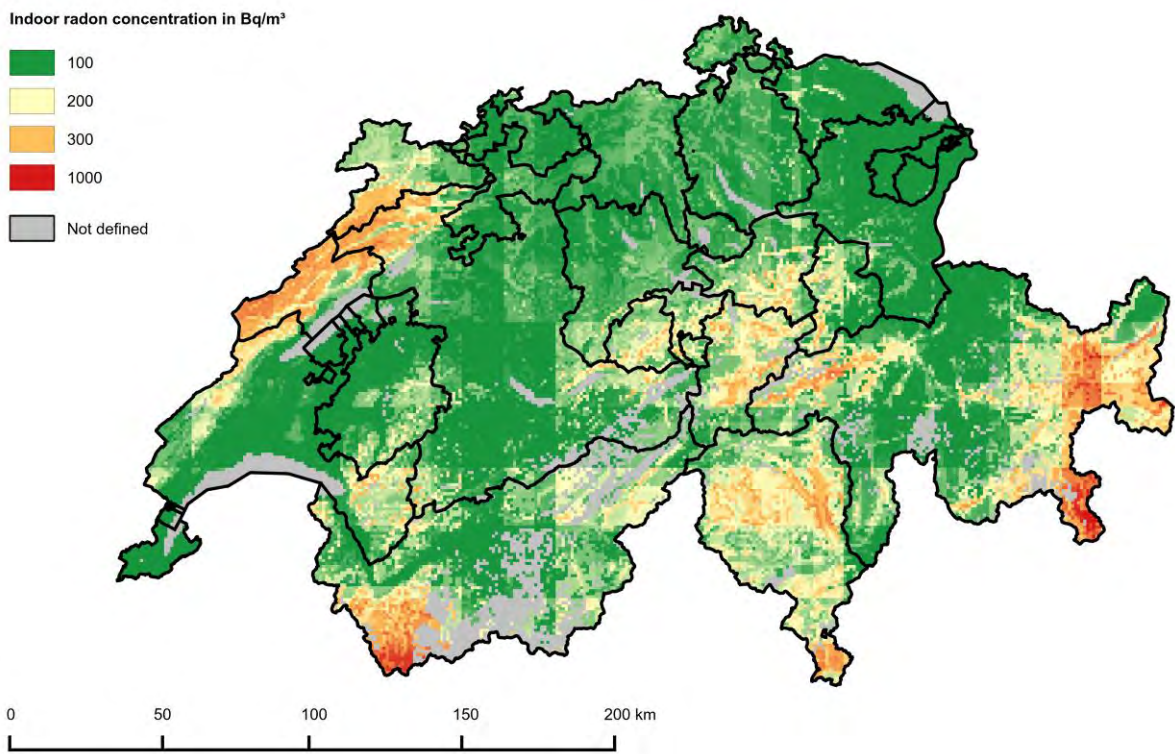 Indoor radon concentration in Bq/m³
100
200
300
1000
Not defined
0 50 100 150 200 km